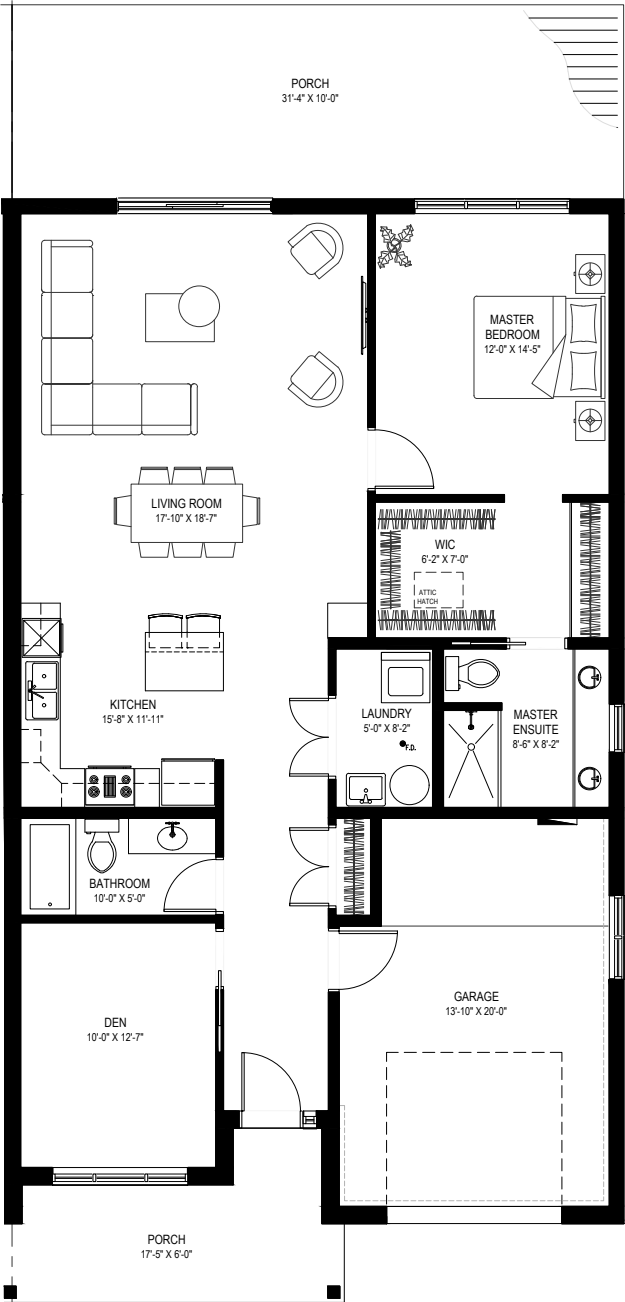 PORCH
31'-4" X 10'-0"
MASTER
BEDROOM
12'-0" X 14'-5"
LIVING ROOM
17'-10" X 18'-7"
WIC
6'-2" X 7'-0"
ATTIC
HATCH
KITCHEN
15'-8" X 11'-11"
LAUNDRY
5'-0" X 8'-2"
F.D.
MASTER
ENSUITE
8'-6" X 8'-2"
BATHROOM
10'-0" X 5'-0"
DEN
10'-0" X 12'-7"
GARAGE
13'-10" X 20'-0"
PORCH
17'-5" X 6'-0"